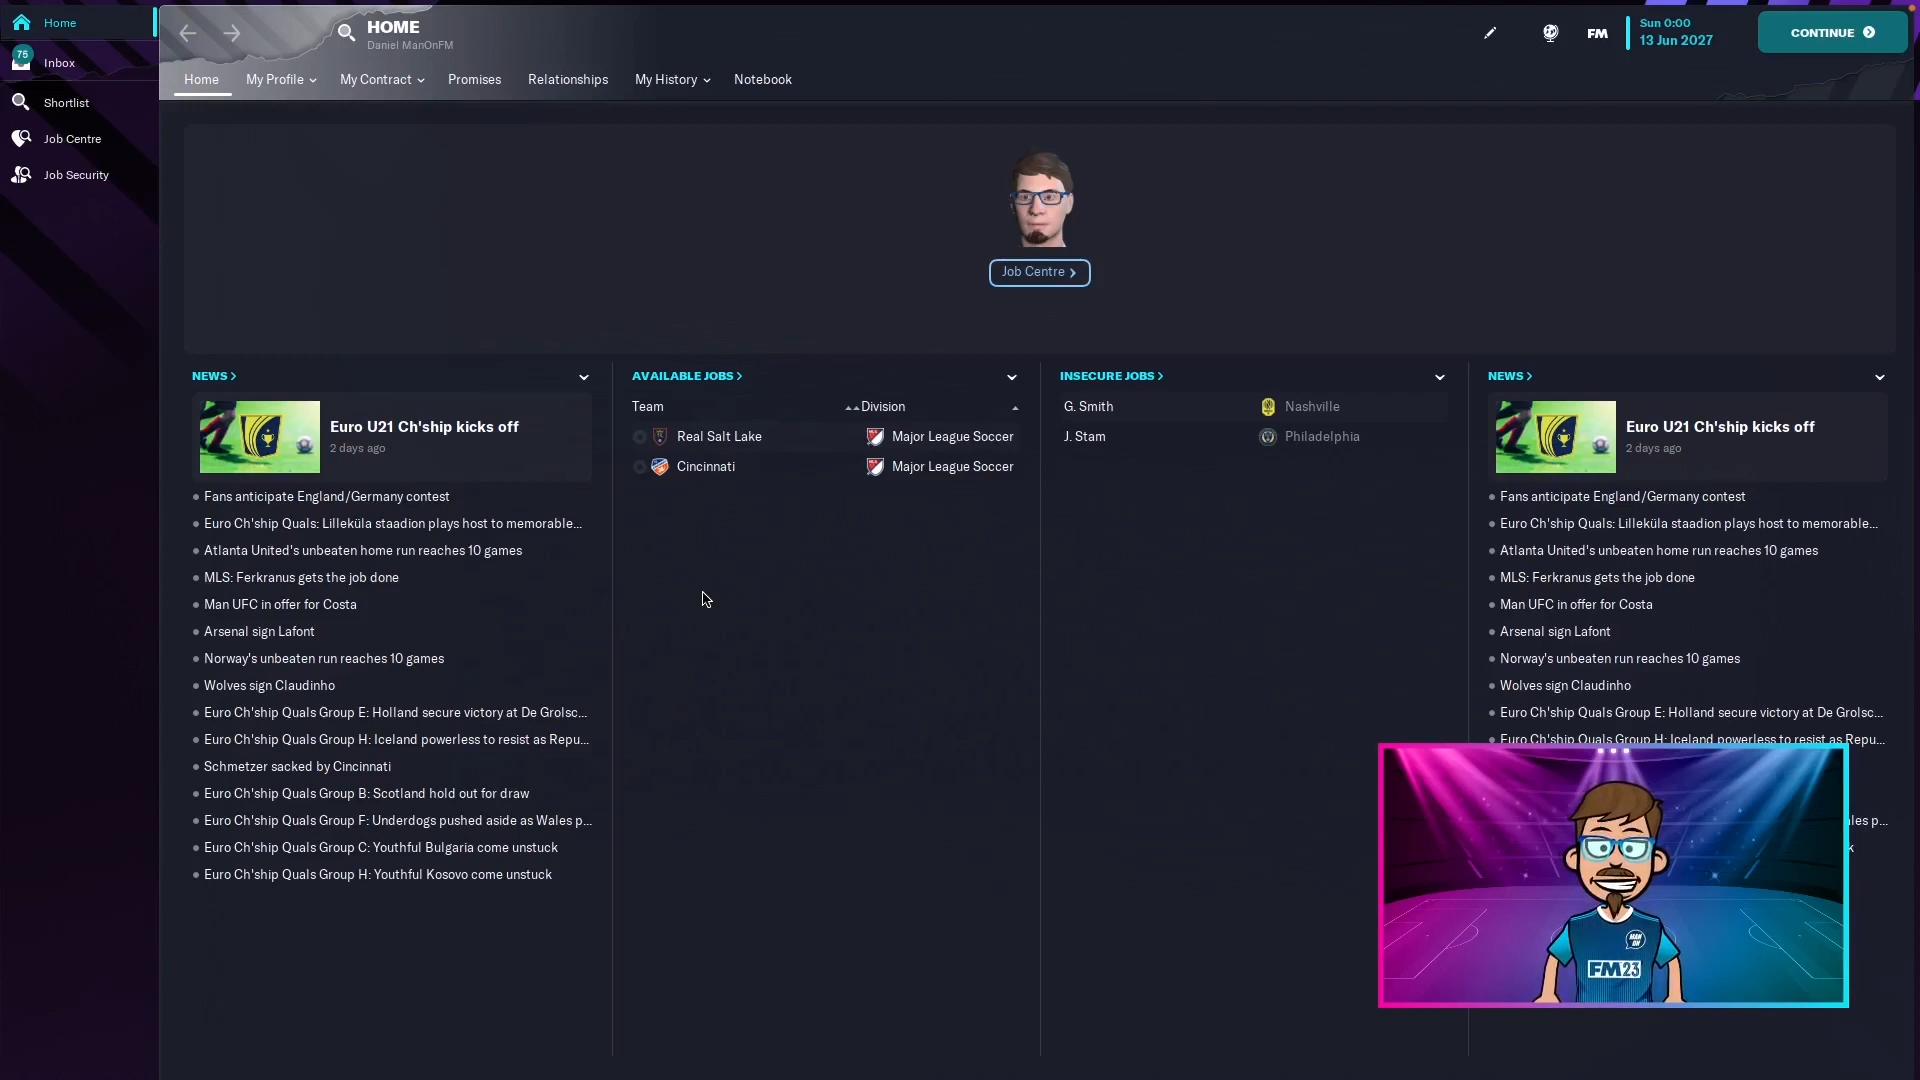 Home
75
Inbox
Shortlist
Job Centre
Job Security
HOME
Daniel ManOnFM
FM
Sun 0:00
13 Jun 2027
CONTINUE
Home
My Profile
My Contract
Promises
Relationships
My History
Notebook
Job Centre
NEWS
Euro U21 Ch'ship kicks off
2 days ago
Fans anticipate England/Germany contest
Euro Ch'ship Quals: Lilleküla staadion plays host to memorable...
Atlanta United's unbeaten home run reaches 10 games
MLS: Ferkranus gets the job done
Man UFC in offer for Costa
Arsenal sign Lafont
Norway's unbeaten run reaches 10 games
Wolves sign Claudinho
Euro Ch'ship Quals Group E: Holland secure victory at De Grolsc...
Euro Ch'ship Quals Group H: Iceland powerless to resist as Repu...
Schmetzer sacked by Cincinnati
Euro Ch'ship Quals Group B: Scotland hold out for draw
Euro Ch'ship Quals Group F: Underdogs pushed aside as Wales p...
Euro Ch'ship Quals Group C: Youthful Bulgaria come unstuck
Euro Ch'ship Quals Group H: Youthful Kosovo come unstuck
AVAILABLE JOBS
Team Division
Real Salt Lake Major League Soccer
Cincinnati Major League Soccer
INSECURE JOBS
G. Smith Nashville
J. Stam Philadelphia
NEWS
Euro U21 Ch'ship kicks off
2 days ago
Fans anticipate England/Germany contest
Euro Ch'ship Quals: Lilleküla staadion plays host to memorable...
Atlanta United's unbeaten home run reaches 10 games
MLS: Ferkranus gets the job done
Man UFC in offer for Costa
Arsenal sign Lafont
Norway's unbeaten run reaches 10 games
Wolves sign Claudinho
Euro Ch'ship Quals Group E: Holland secure victory at De Grolsc...
Euro Ch'ship Quals Group H: Iceland powerless to resist as Repu...
ales p...
k
MAN
ON
FM23